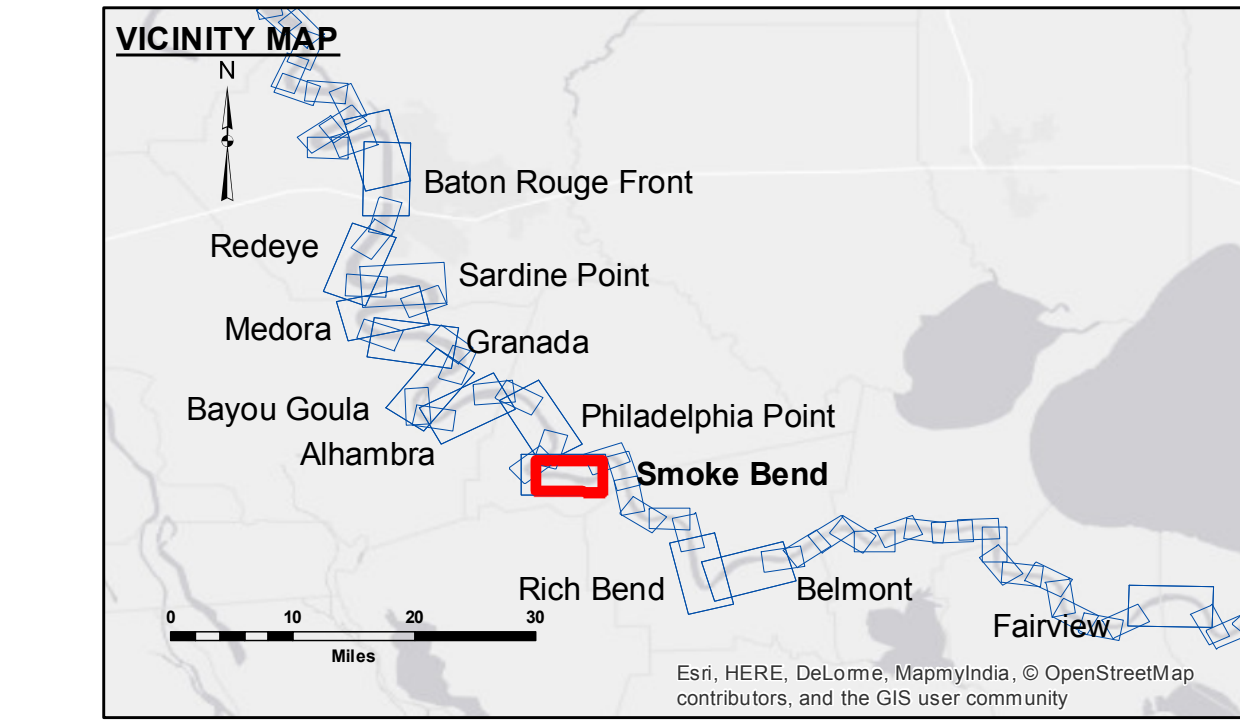 VICINITY MAP
N
Baton Rouge Front
Redeye
Sardine Point
Medora
Granada
Bayou Goula
Philadelphia Point
Alhambra
Smoke Bend
Rich Bend
Belmont
Fairview
0 10 20 30
Miles
Esri, HERE, DeLorme, MapmyIndia, © OpenStreetMap
contributors, and the GIS user community